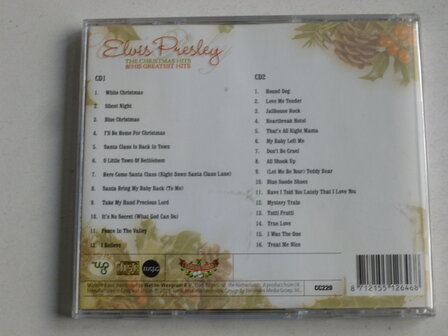 Elvis Presley
THE CHRISTMAS HITS
& HIS GREATEST HITS
CD1
1. White Christmas
2. Silent Night
3. Blue Christmas
4. I'll Be Home For Christmas
5. Santa Claus Is Back In Town
6. O Little Town Of Bethlehem
7. Here Come Santa Claus (Right Down Santa Claus Lane)
8. Santa Bring My Baby Back (To Me)
9. Take My Hand Precious Lord
10. It's No Secret (What God Can Do)
11. Peace In The Valley
12. I Believe
CD2
1. Hound Dog
2. Love Me Tender
3. Jailhouse Rock
4. Heartbreak Hotel
5. That's All Right Mama
6. My Baby Left Me
7. Don't Be Cruel
8. All Shook Up
9. (Let Me Be Your) Teddy Bear
10. Blue Suede Shoes
11. Have I Told You Lately That I Love You
12. Mystery Train
13. Tutti Frutti
14. True Love
15. I Was The One
16. Treat Me Nice
CC220
8 712155 126468